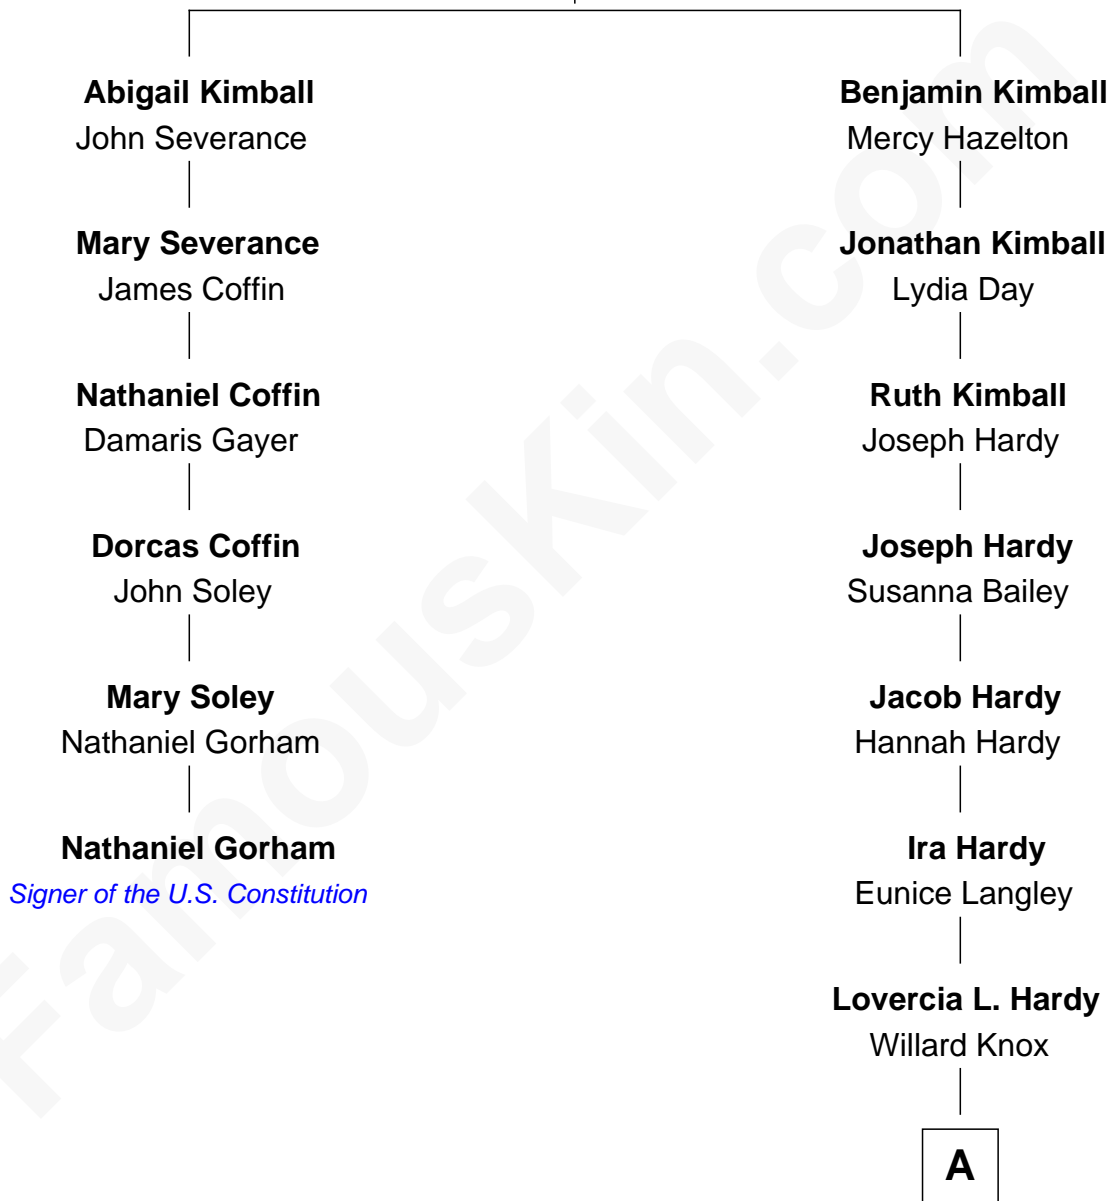 Abigail Kimball
John Severance
Mary Severance
James Coffin
Nathaniel Coffin
Damaris Gayer
Dorcas Coffin
John Soley
Mary Soley
Nathaniel Gorham
Nathaniel Gorham
Signer of the U.S. Constitution
Benjamin Kimball
Mercy Hazelton
Jonathan Kimball
Lydia Day
Ruth Kimball
Joseph Hardy
Joseph Hardy
Susanna Bailey
Jacob Hardy
Hannah Hardy
Ira Hardy
Eunice Langley
Lovercia L. Hardy
Willard Knox
A
FamousKin.com